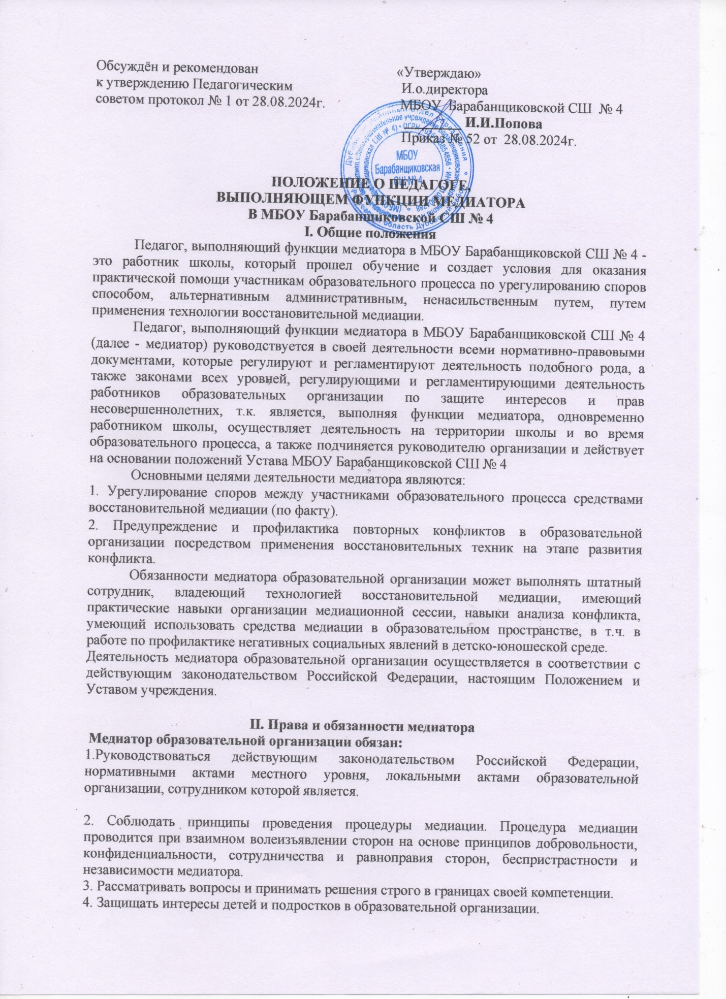 Обсуждён и рекомендован
к утверждению Педагогическим
советом протокол № 1 от 28.08.2024г.
«Утверждаю»
И.о.директора
МБОУ Барабанщиковской СШ № 4
________ И.И.Попова
Приказ № 52 от 28.08.2024г.
МБОУ
Барабанщиковская
СШ № 4
ПОЛОЖЕНИЕ О ПЕДАГОГЕ,
ВЫПОЛНЯЮЩЕМ ФУНКЦИИ МЕДИАТОРА
В МБОУ Барабанщиковской СШ № 4
I. Общие положения
Педагог, выполняющий функции медиатора в МБОУ Барабанщиковской СШ № 4 -
это работник школы, который прошел обучение и создает условия для оказания
практической помощи участникам образовательного процесса по урегулированию споров
способом, альтернативным административным, ненасильственным путем, путем
применения технологии восстановительной медиации.
Педагог, выполняющий функции медиатора в МБОУ Барабанщиковской СШ № 4
(далее - медиатор) руководствуется в своей деятельности всеми нормативно-правовыми
документами, которые регулируют и регламентируют деятельность подобного рода, а
также законами всех уровней, регулирующими и регламентирующими деятельность
работников образовательных организации по защите интересов и прав
несовершеннолетних, т.к. является, выполняя функции медиатора, одновременно
работником школы, осуществляет деятельность на территории школы и во время
образовательного процесса, а также подчиняется руководителю организации и действует
на основании положений Устава МБОУ Барабанщиковской СШ № 4
Основными целями деятельности медиатора являются:
1. Урегулирование споров между участниками образовательного процесса средствами
восстановительной медиации (по факту).
2. Предупреждение и профилактика повторных конфликтов в образовательной
организации посредством применения восстановительных техник на этапе развития
конфликта.
Обязанности медиатора образовательной организации может выполнять штатный
сотрудник, владеющий технологией восстановительной медиации, имеющий
практические навыки организации медиационной сессии, навыки анализа конфликта,
умеющий использовать средства медиации в образовательном пространстве, в т.ч. в
работе по профилактике негативных социальных явлений в детско-юношеской среде.
Деятельность медиатора образовательной организации осуществляется в соответствии с
действующим законодательством Российской Федерации, настоящим Положением и
Уставом учреждения.
II. Права и обязанности медиатора
Медиатор образовательной организации обязан:
1.Руководствоваться действующим законодательством Российской Федерации,
нормативными актами местного уровня, локальными актами образовательной
организации, сотрудником которой является.
2. Соблюдать принципы проведения процедуры медиации. Процедура медиации
проводится при взаимном волеизъявлении сторон на основе принципов добровольности,
конфиденциальности, сотрудничества и равноправия сторон, беспристрастности и
независимости медиатора.
3. Рассматривать вопросы и принимать решения строго в границах своей компетенции.
4. Защищать интересы детей и подростков в образовательной организации.